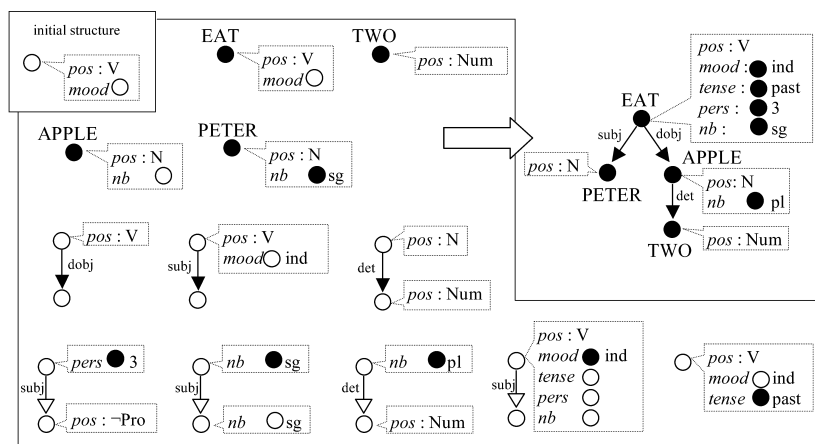 initial structure
pos : V
mood
EAT
pos : V
mood
TWO
pos : Num
APPLE
pos : N
nb
PETER
pos : N
nb sg
pos : V
dobj
pos : V
mood ind
subj
pos : N
det
pos : Num
pers 3
subj
pos : ¬Pro
nb sg
subj
nb sg
nb pl
det
pos : Num
pos : V
mood ind
tense
pers
nb
subj
pos : V
mood ind
tense past
pos : V
mood : ind
tense : past
pers : 3
nb : sg
EAT
subj dobj
pos : N
PETER
APPLE
pos: N
nb pl
det
TWO
pos : Num